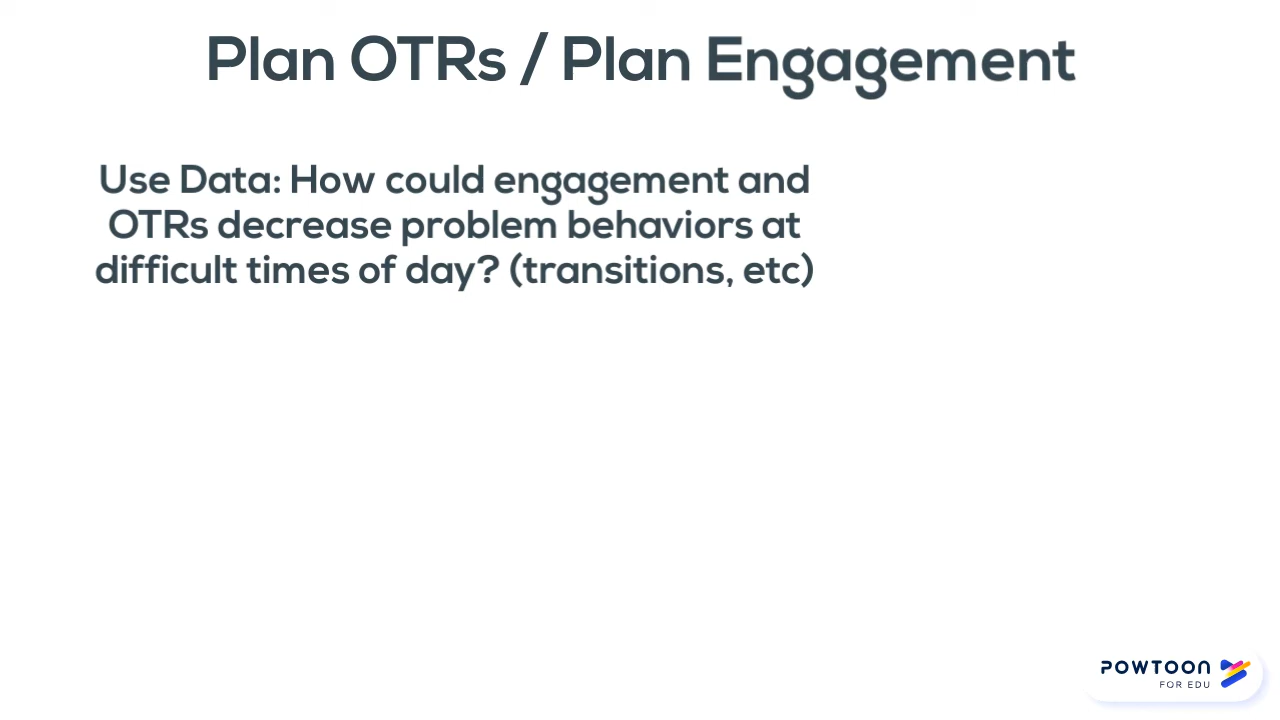 Plan OTRs / Plan Engagement
Use Data: How could engagement and
OTRs decrease problem behaviors at
difficult times of day? (transitions, etc)
POWTOON
FOR EDU